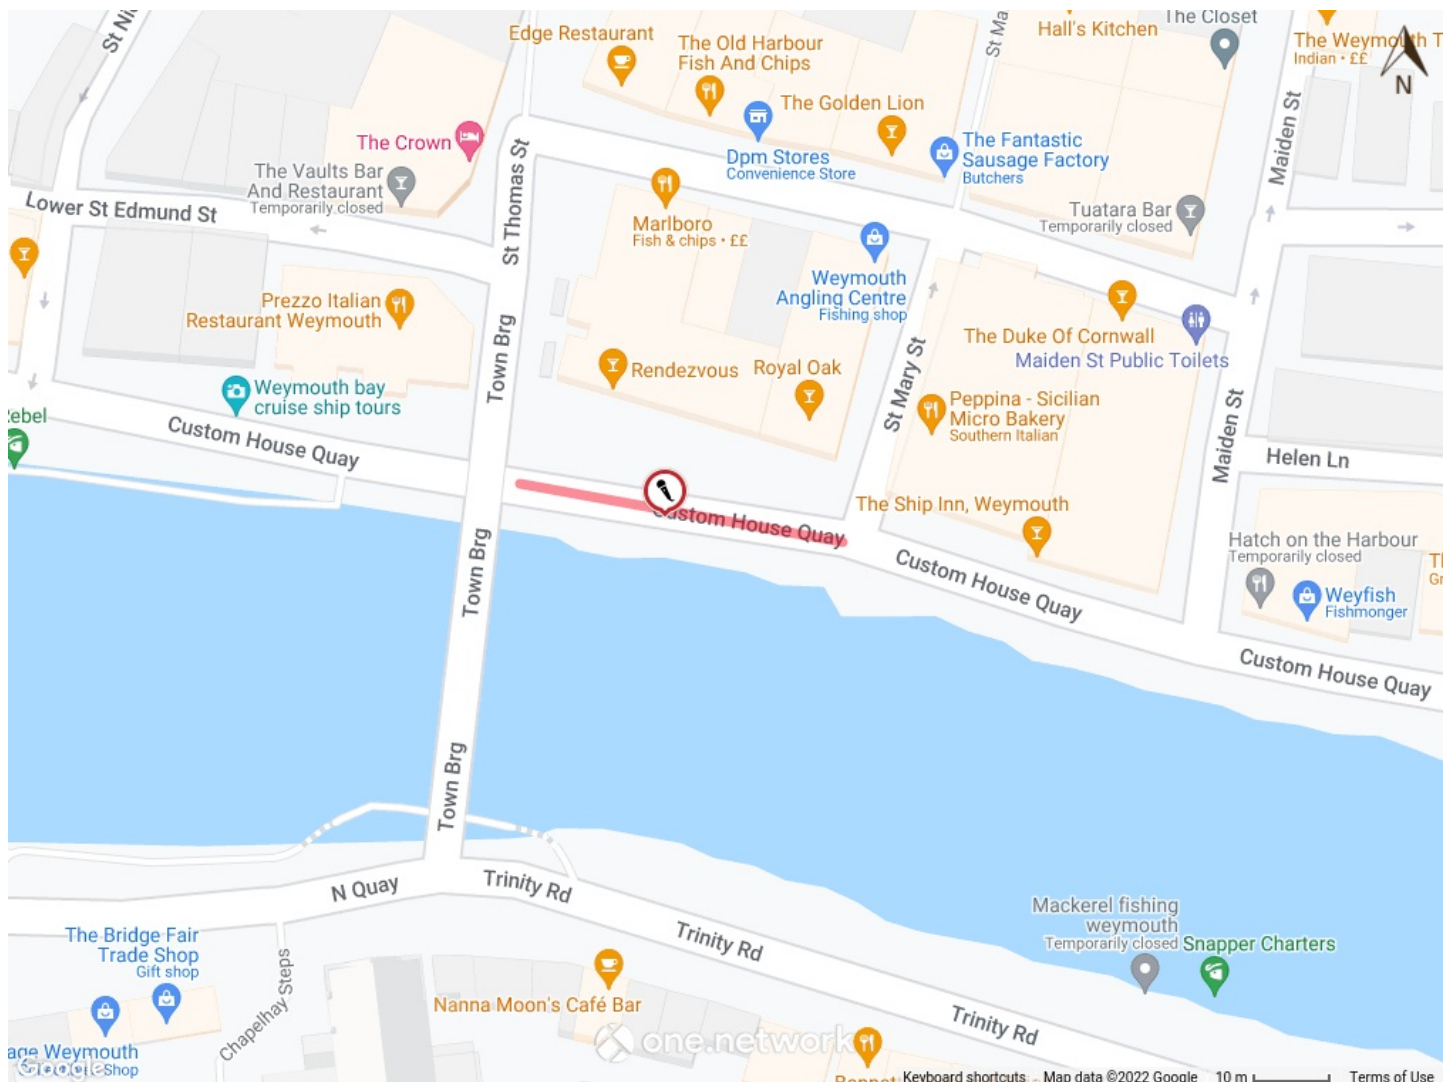 St Ni
Edge Restaurant
The Old Harbour
Fish And Chips
St Ma
Hall's Kitchen
The Closet
The Weymouth T
Indian • ££
N
The Golden Lion
Maiden St
The Crown
St Thomas St
Dpm Stores
Convenience Store
The Fantastic
Sausage Factory
Butchers
The Vaults Bar
And Restaurant
Temporarily closed
Lower St Edmund St
Marlboro
Fish & chips • ££
Tuatara Bar
Temporarily closed
Weymouth
Angling Centre
Fishing shop
Prezzo Italian
Restaurant Weymouth
Town Brg
The Duke Of Cornwall
Maiden St Public Toilets
Rendezvous
Royal Oak
St Mary St
Weymouth bay
cruise ship tours
Peppina - Sicilian
Micro Bakery
Southern Italian
Maiden St
Rebel
Custom House Quay
Helen Ln
The Ship Inn, Weymouth
Custom House Quay
Town Brg
Custom House Quay
Hatch on the Harbour
Temporarily closed
Weyfish
Fishmonger
Th
Gr
Custom House Quay
Town Brg
N Quay
Trinity Rd
Trinity Rd
Mackerel fishing
weymouth
Temporarily closed
Snapper Charters
The Bridge Fair
Trade Shop
Gift shop
Chapelhay Steps
Nanna Moon's Café Bar
Trinity Rd
one.network
age Weymouth
Shop
Google
Keyboard shortcuts
Map data ©2022 Google
10 m
Terms of Use